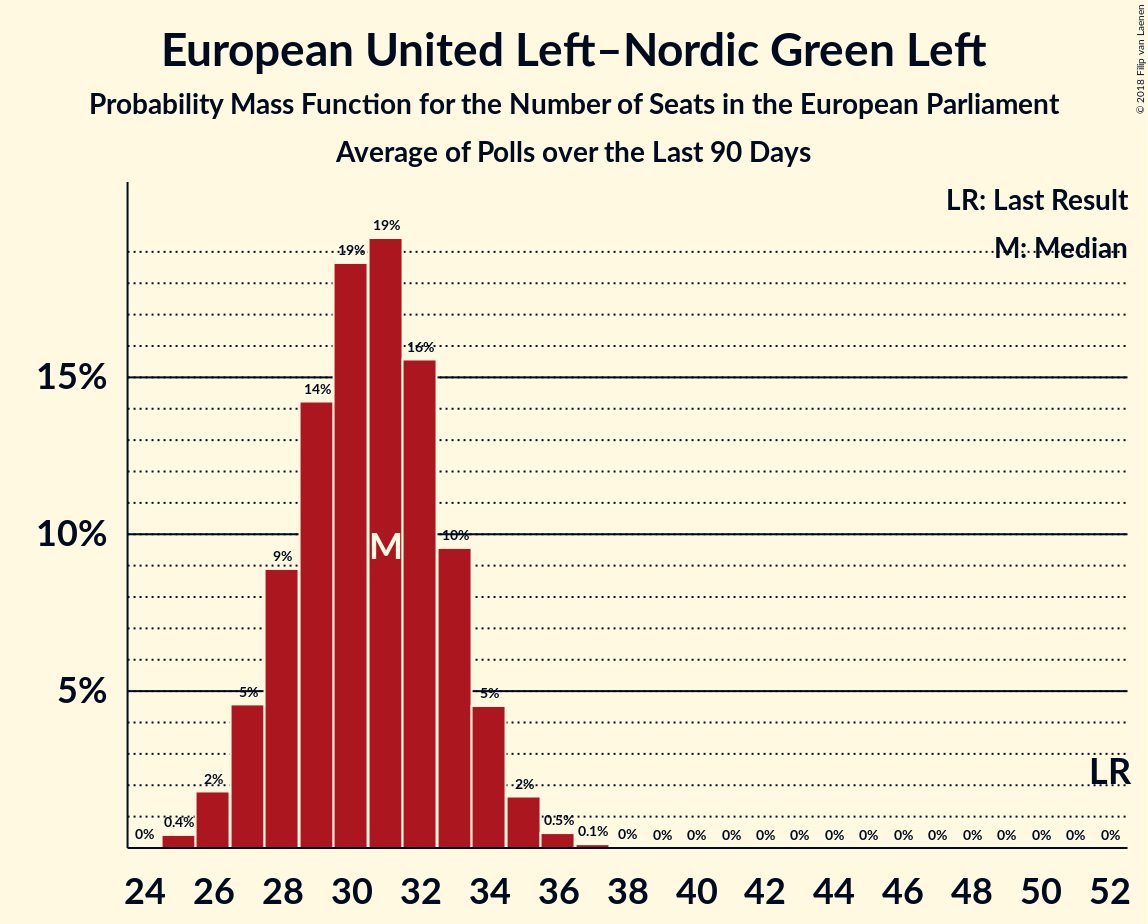 European United Left–Nordic Green Left
Probability Mass Function for the Number of Seats in the European Parliament
Average of Polls over the Last 90 Days
© 2018 Filip van Laenen
LR: Last Result
M: Median
19%
19%
16%
15%
14%
10%
10%
M
9%
5%
5%
5%
LR
2%
2%
0% 0.4% 0.5% 0.1% 0% 0% 0% 0% 0% 0% 0% 0% 0% 0% 0% 0% 0% 0% 0%
24 26 28 30 32 34 36 38 40 42 44 46 48 50 52